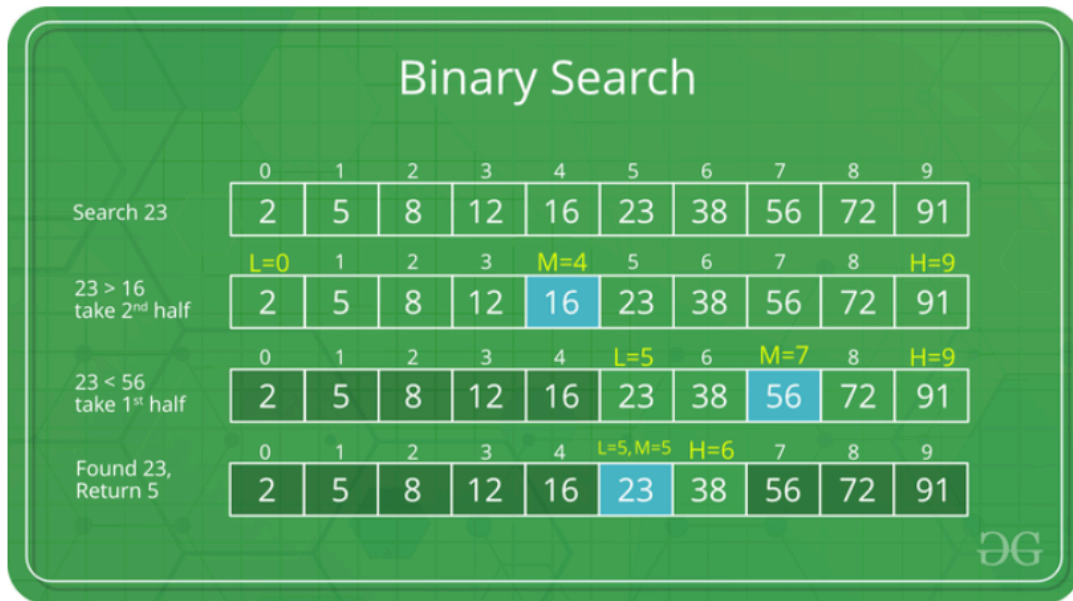 Binary Search
0 1 2 3 4 5 6 7 8 9
Search 23
2 5 8 12 16 23 38 56 72 91
L=0 1 2 3 M=4 5 6 7 8 H=9
23 > 16
take 2nd half
2 5 8 12 16 23 38 56 72 91
0 1 2 3 4 L=5 6 M=7 8 H=9
23 < 56
take 1st half
2 5 8 12 16 23 38 56 72 91
0 1 2 3 4 L=5, M=5 H=6 7 8 9
Found 23,
Return 5
2 5 8 12 16 23 38 56 72 91
GG